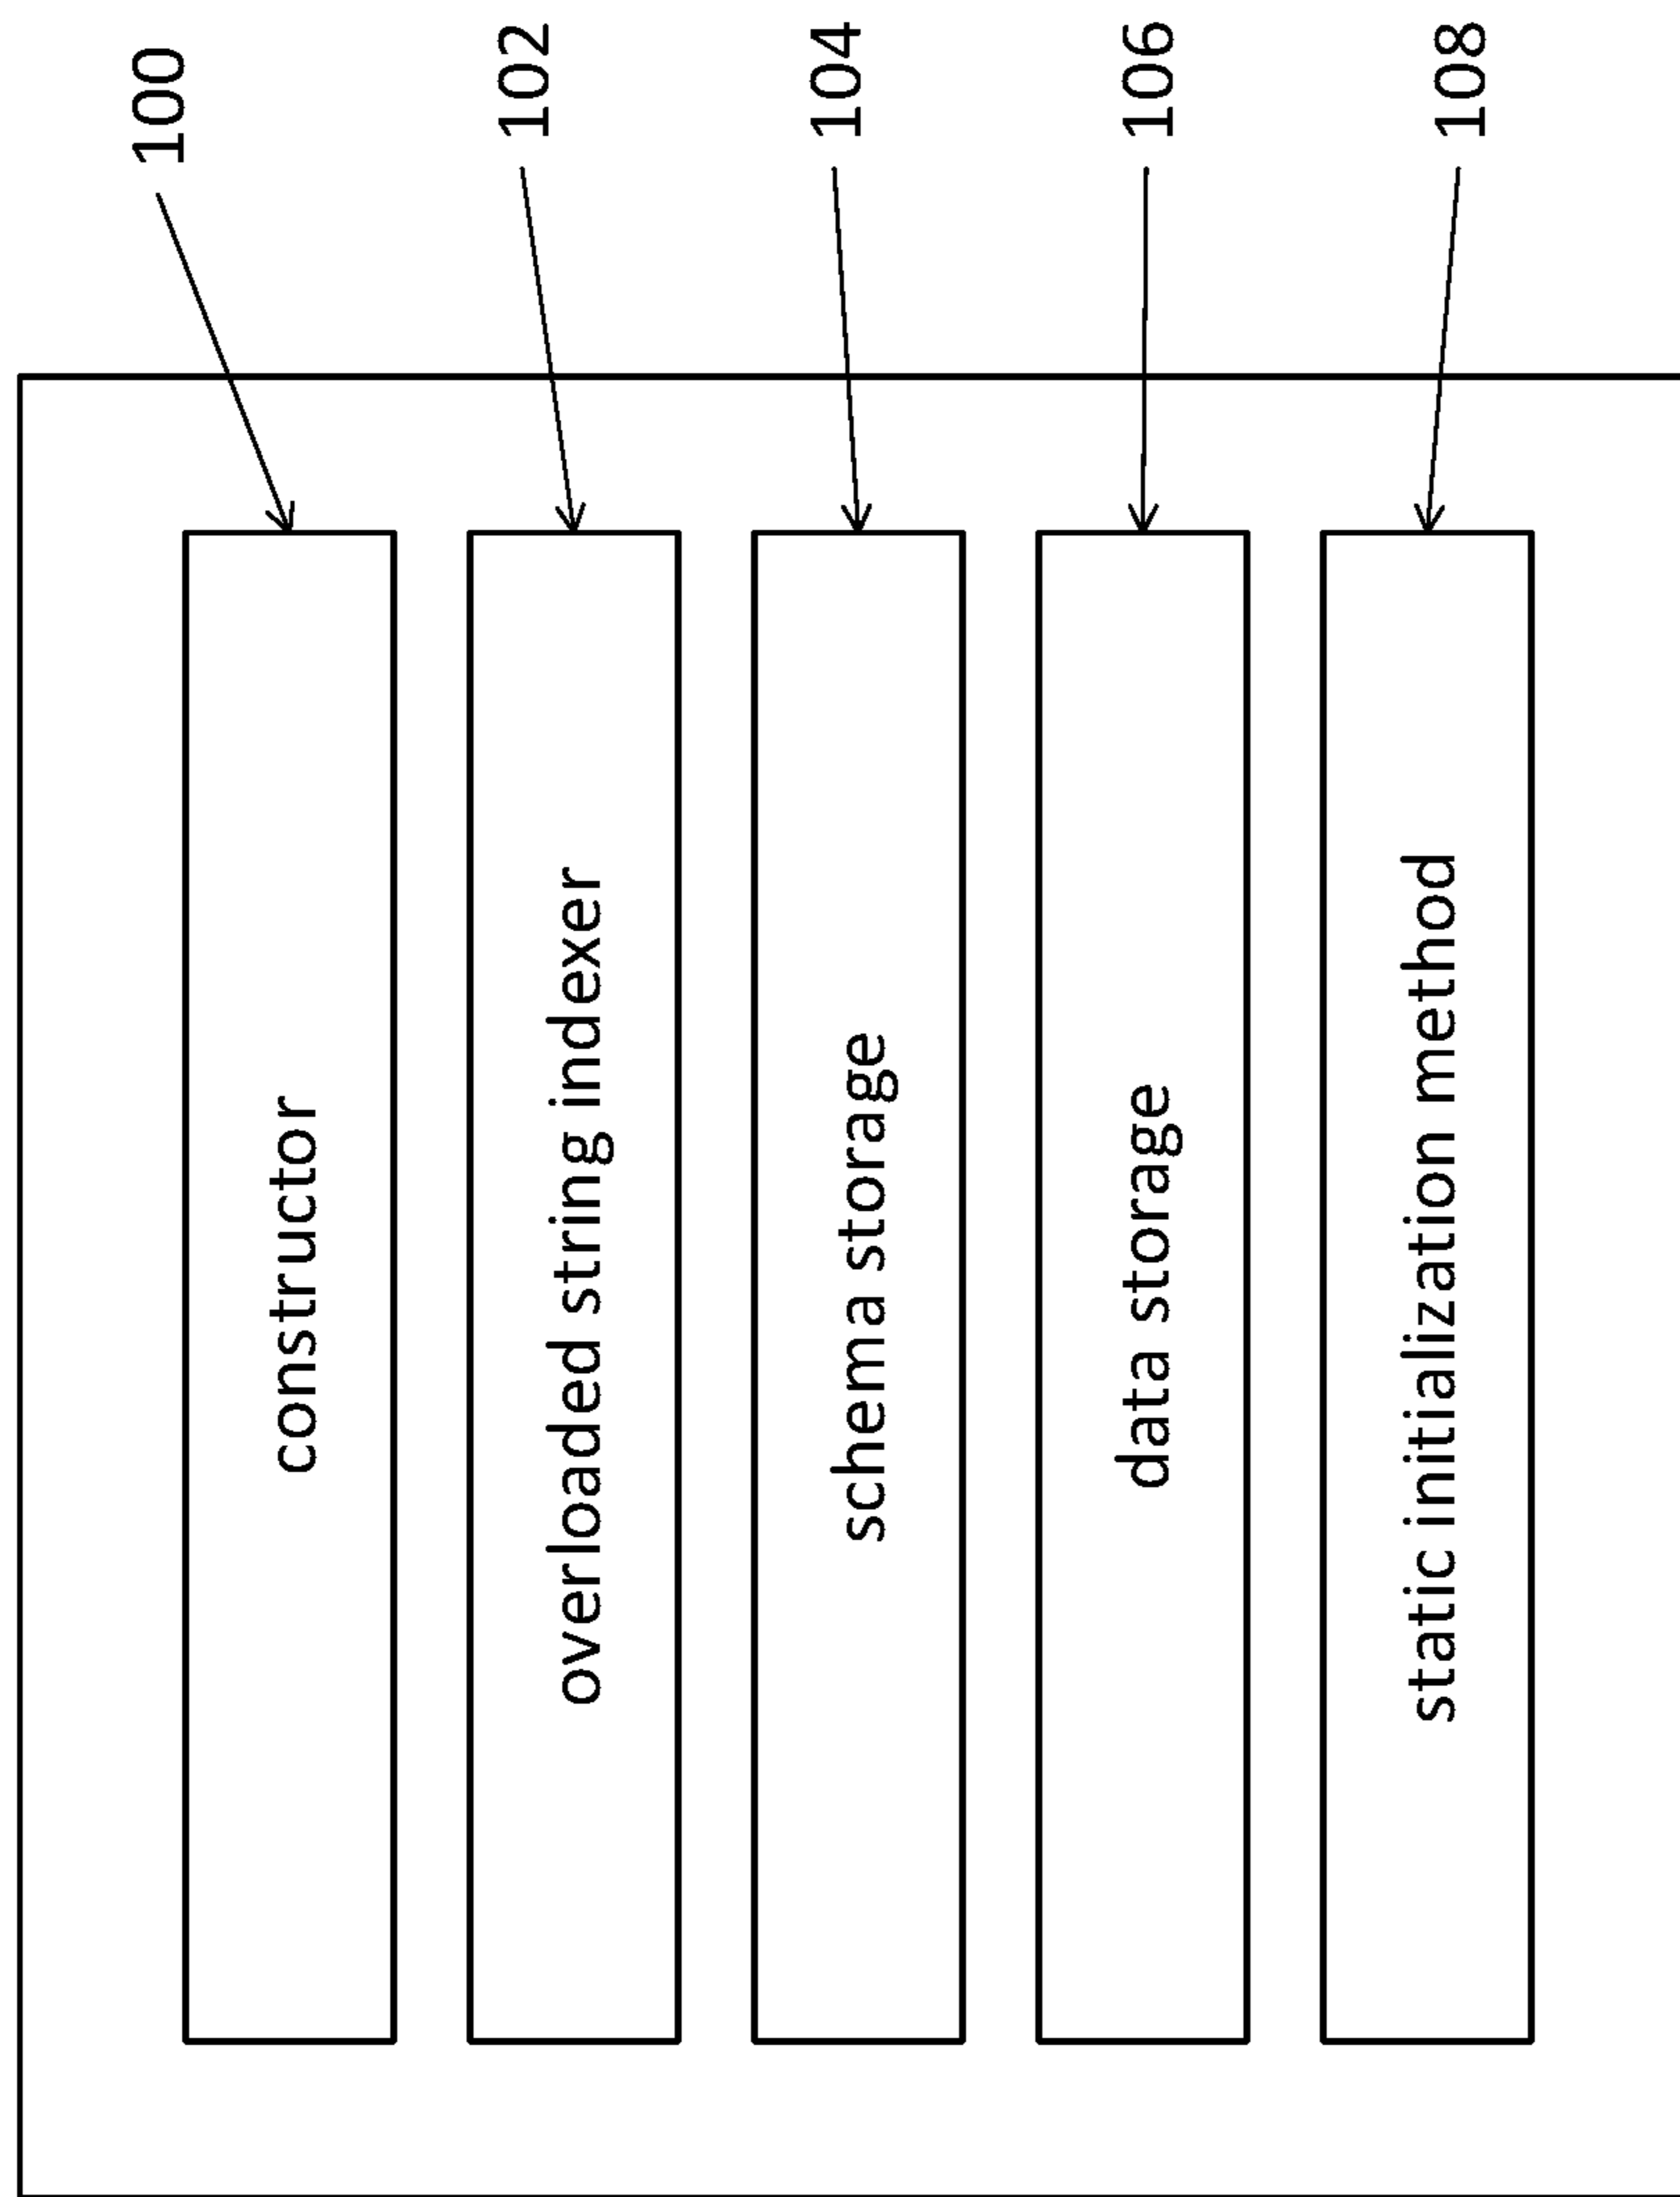 constructor
100
overloaded string indexer
102
schema storage
104
data storage
106
static initialization method
108